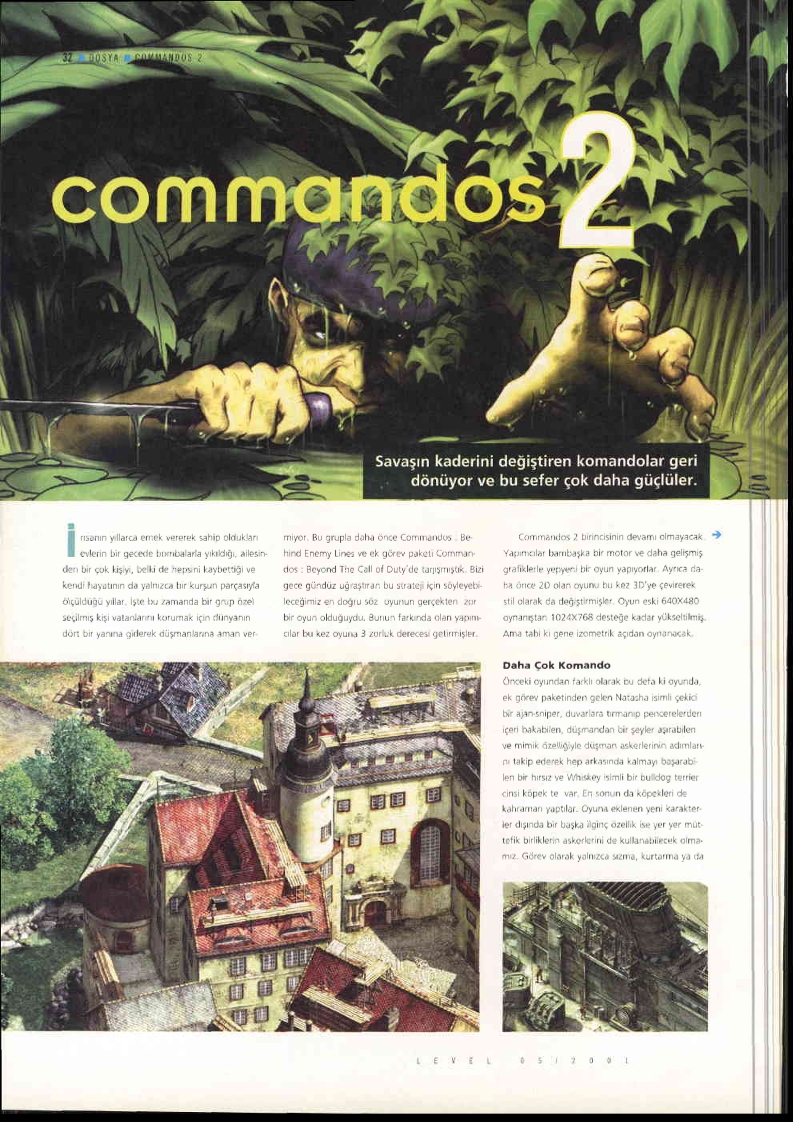 32 DOSYA COMMANDOS 2
commandos 2
Savaşın kaderini değiştiren komandolar geri
dönüyor ve bu sefer çok daha güçlüler.
insanın yıllarca emek vererek sahip oldukları
evlerin bir gecede bombalarla yıkıldığı, ailesin-
den bir çok kişiyi, belki de hepsini kaybettiği ve
kendi hayatının da yalnızca bir kurşun parçasıyla
ölçüldüğü yıllar. İşte bu zamanda bir grup özel
seçilmiş kişi vatanlarını korumak için dünyanın
dört bir yanına giderek düşmanlarına aman ver-
miyor. Bu grupla daha önce Commandos : Be-
hind Enemy Lines ve ek görev paketi Comman-
dos : Beyond The Call of Duty'de tanışmıştık. Bizi
gece gündüz uğraştıran bu strateji için söyleyebi-
leceğimiz en doğru söz oyunun gerçekten zor
bir oyun olduğuydu. Bunun farkında olan yapım-
cılar bu kez oyuna 3 zorluk derecesi getirmişler.
Commandos 2 birincisinin devamı olmayacak.
Yapımcılar bambaşka bir motor ve daha gelişmiş
grafiklerle yepyeni bir oyun yapıyorlar. Ayrıca da-
ha önce 2D olan oyunu bu kez 3D'ye çevirerek
stil olarak da değiştirmişler. Oyun eski 640X480
oynanıştan 1024X768 desteğe kadar yükseltilmiş.
Ama tabi ki gene izometrik açıdan oynanacak.
Daha Çok Komando
Önceki oyundan farklı olarak bu defa ki oyunda,
ek görev paketinden gelen Natasha isimli çekici
bir ajan-sniper, duvarlara tırmanıp pencerelerden
içeri bakabilen, düşmandan bir şeyler aşırabilen
ve mimik özelliğiyle düşman askerlerinin adımları-
nı takip ederek hep arkasında kalmayı başarabi-
len bir hırsız ve Whiskey isimli bir bulldog terrier
cinsi köpek te var. En sonun da köpekleri de
kahraman yaptılar. Oyuna eklenen yeni karakter-
ler dışında bir başka ilginç özellik ise yer yer müt-
tefik birliklerin askerlerini de kullanabilecek olma-
mız. Görev olarak yalnızca sızma, kurtarma ya da
LEVEL 05/2001